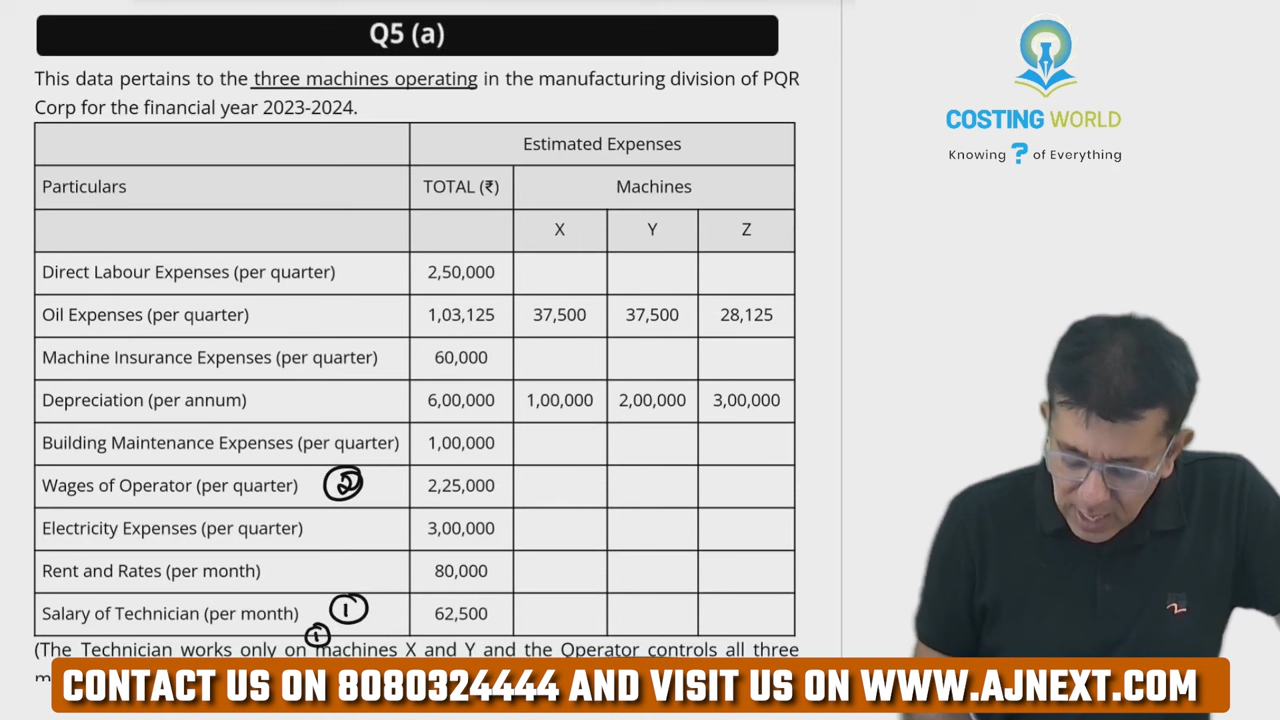 Q5 (a)
This data pertains to the three machines operating in the manufacturing division of PQR
Corp for the financial year 2023-2024.
Estimated Expenses
Particulars TOTAL (₹) Machines
X Y Z
Direct Labour Expenses (per quarter) 2,50,000
Oil Expenses (per quarter) 1,03,125 37,500 37,500 28,125
Machine Insurance Expenses (per quarter) 60,000
Depreciation (per annum) 6,00,000 1,00,000 2,00,000 3,00,000
Building Maintenance Expenses (per quarter) 1,00,000
Wages of Operator (per quarter) 2 2,25,000
Electricity Expenses (per quarter) 3,00,000
Rent and Rates (per month) 80,000
Salary of Technician (per month) 1 62,500
1
(The Technician works only on machines X and Y and the Operator controls all three
COSTING WORLD
Knowing ? of Everything
CONTACT US ON 8080324444 AND VISIT US ON WWW.AJNEXT.COM